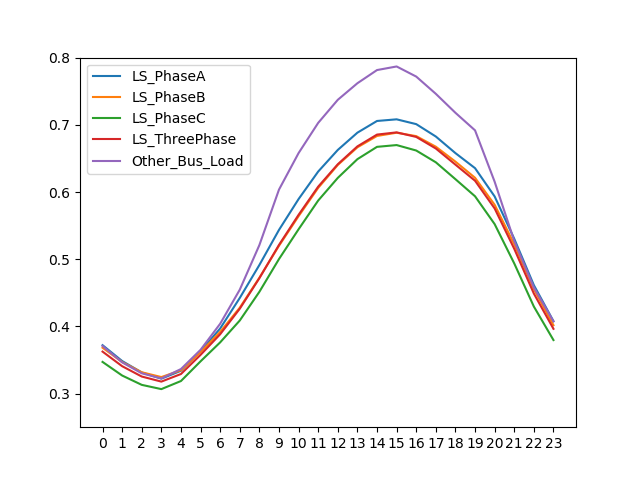 LS_PhaseA
LS_PhaseB
LS_PhaseC
LS_ThreePhase
Other_Bus_Load
0.8
0.7
0.6
0.5
0.4
0.3
0 1 2 3 4 5 6 7 8 9 10 11 12 13 14 15 16 17 18 19 20 21 22 23